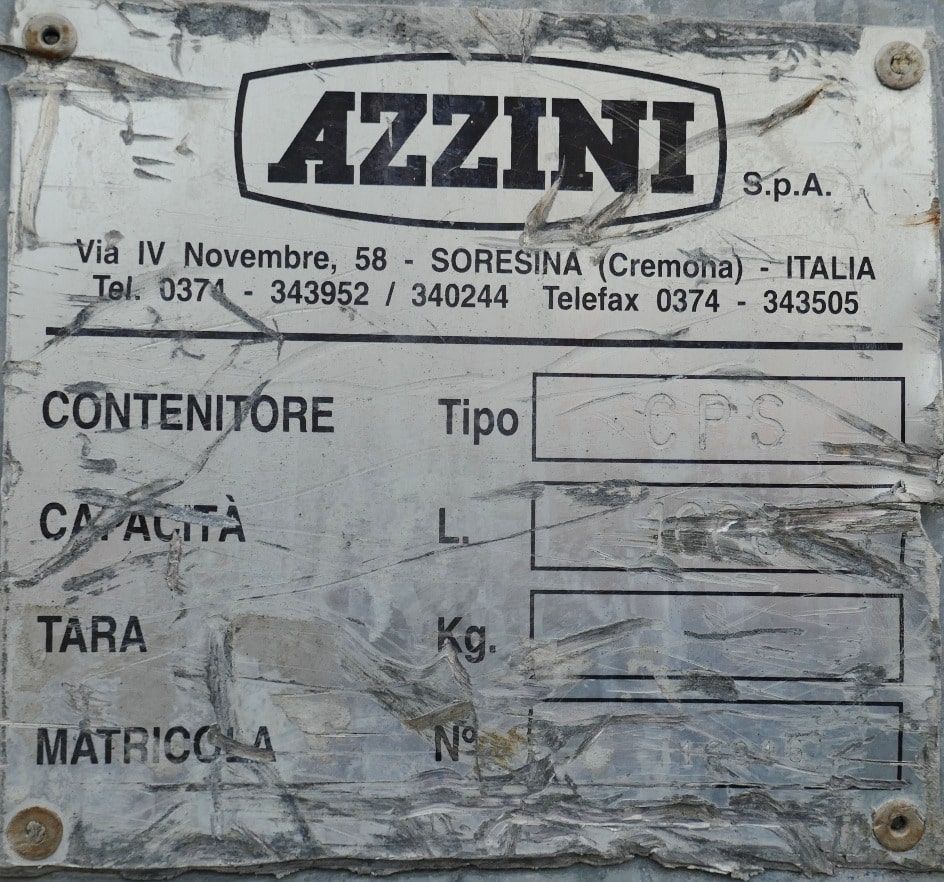 AZZINI
S.p.A.
Via IV Novembre, 58 - SORESINA (Cremona) - ITALIA
Tel. 0374 - 343952 / 340244 Telefax 0374 - 343505
CONTENITORE Tipo CPS
CAPACITÀ L.
TARA Kg.
MATRICOLA Nº